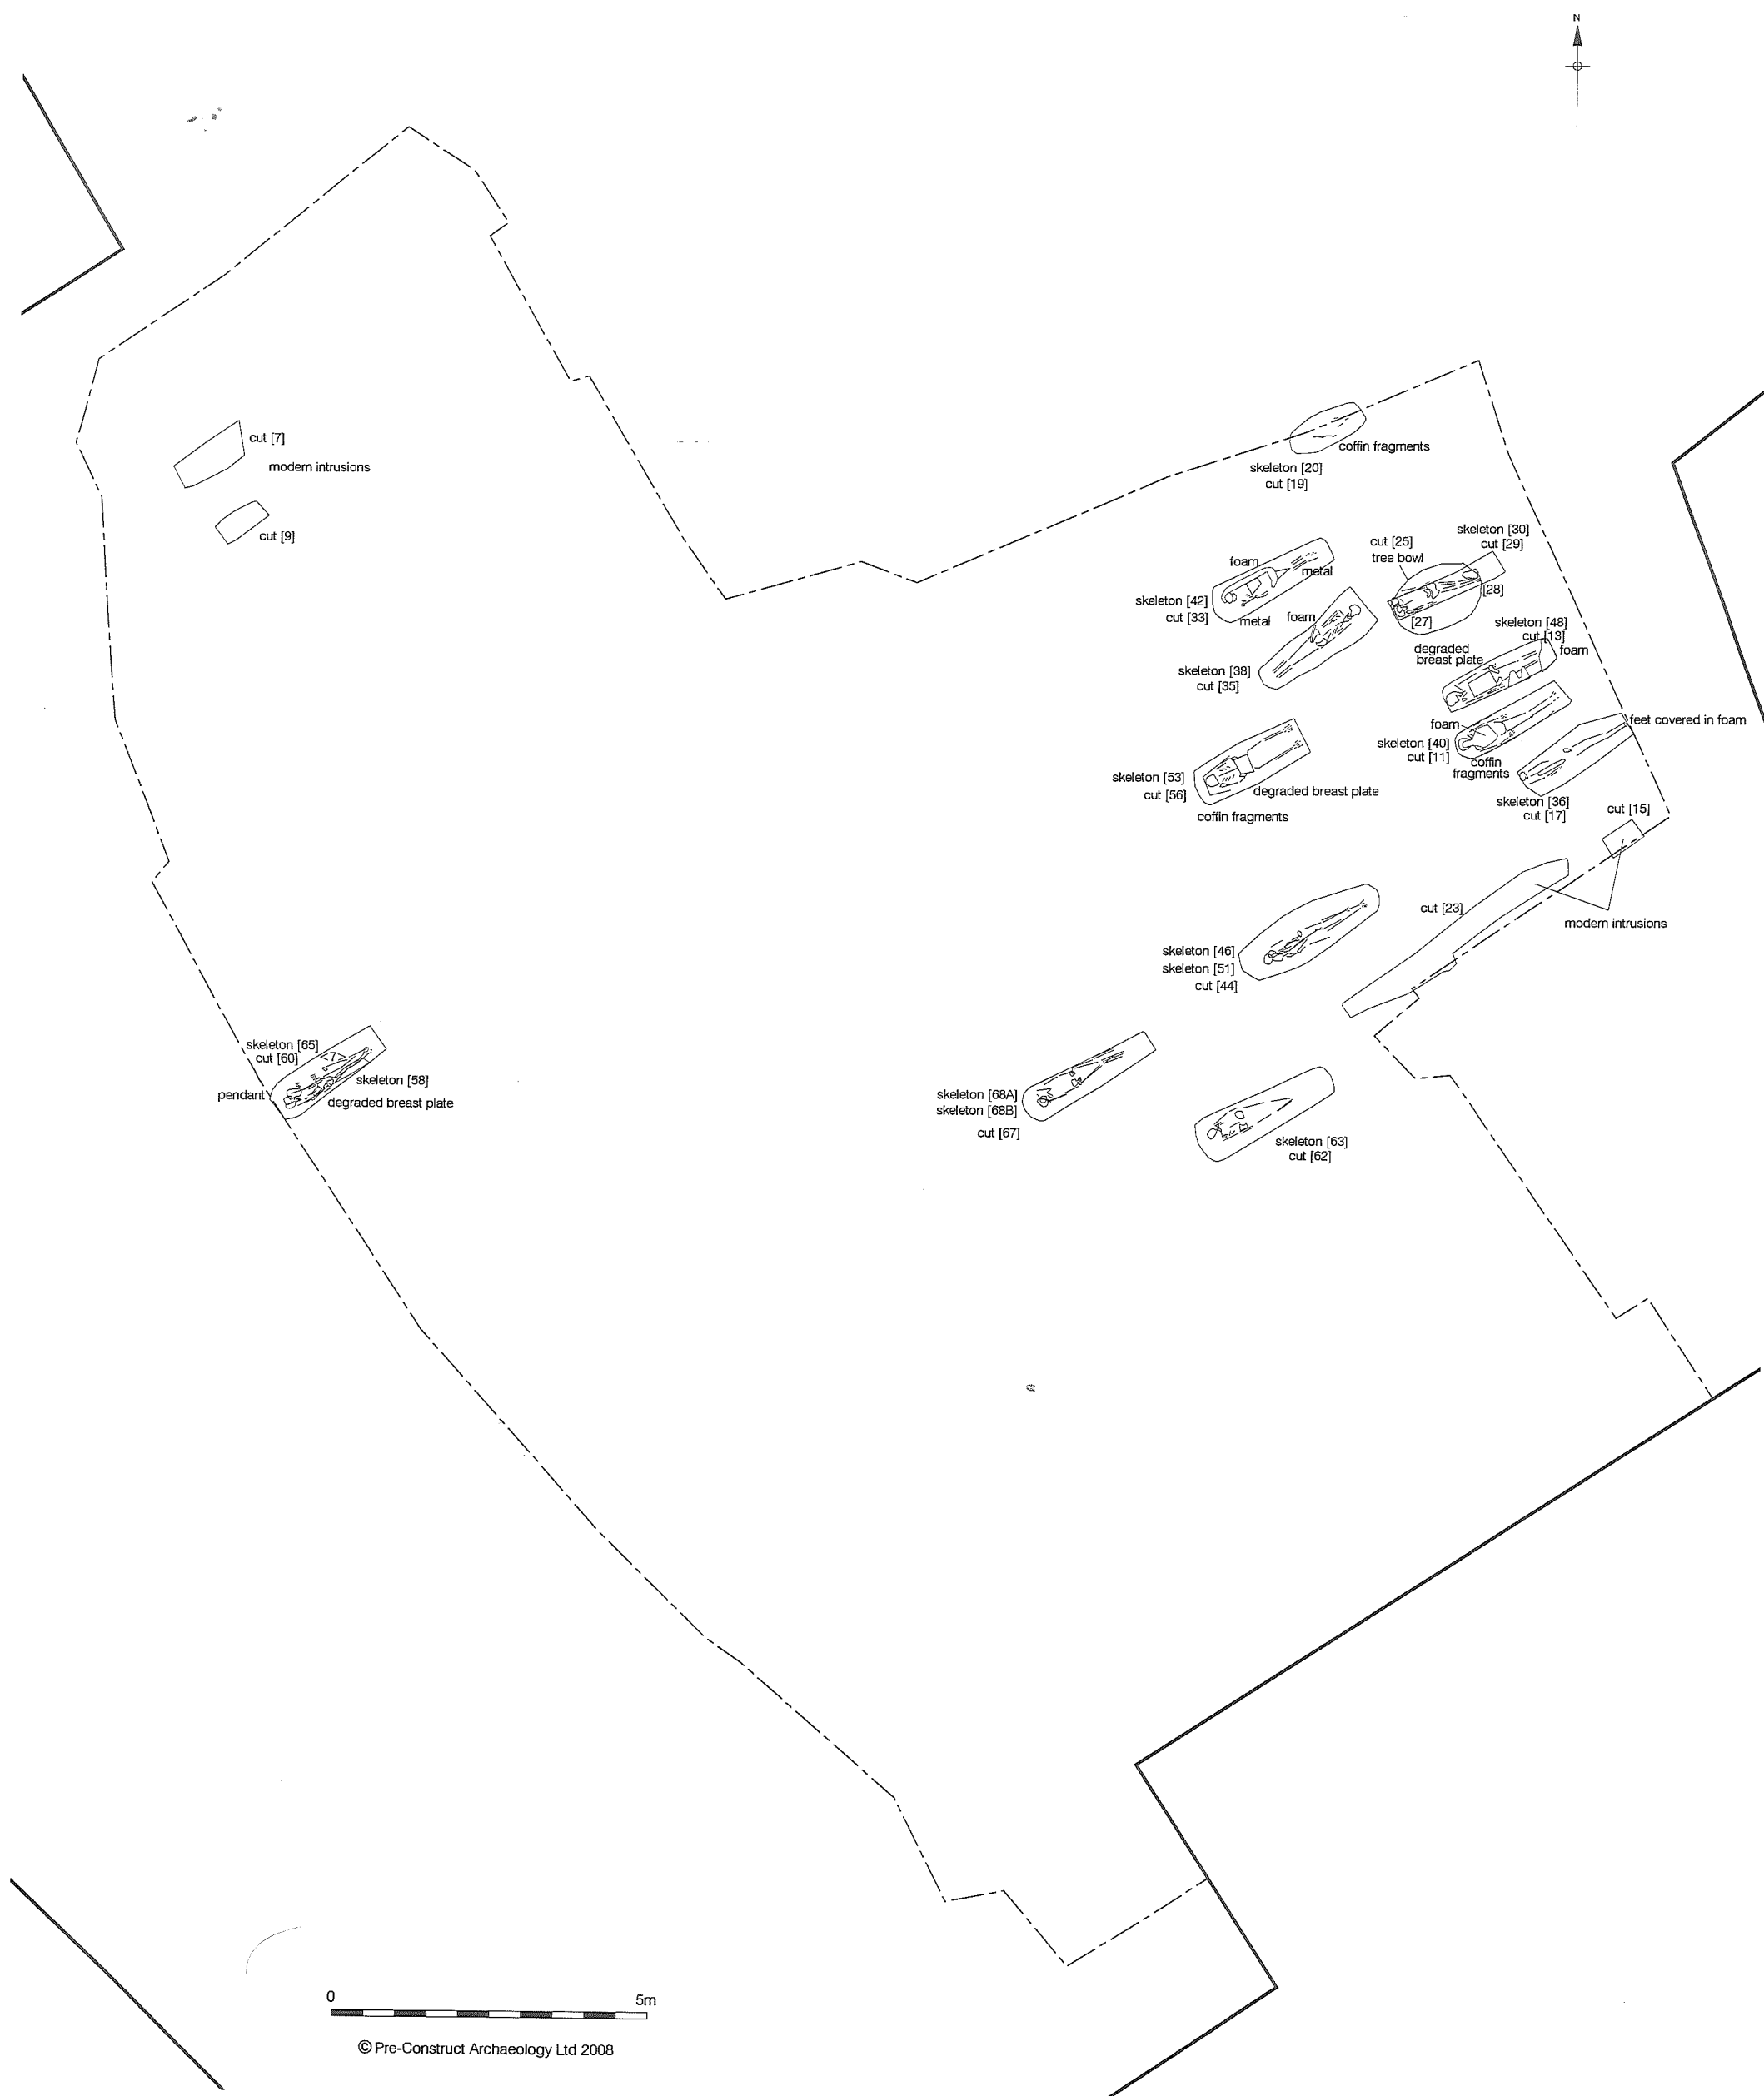 N
cut [7]
modern intrusions
cut [9]
coffin fragments
skeleton [20]
cut [19]
skeleton [30]
cut [29]
cut [25]
tree bowl
[28]
[27]
foam
metal
skeleton [42]
cut [33]
metal
foam
skeleton [38]
cut [35]
skeleton [48]
cut [13]
foam
degraded
breast plate
feet covered in foam
foam
skeleton [40]
cut [11]
coffin
fragments
skeleton [36]
cut [17]
skeleton [53]
cut [56]
degraded breast plate
coffin fragments
cut [15]
cut [23]
modern intrusions
skeleton [46]
skeleton [51]
cut [44]
skeleton [65]
cut [60]
<7>
skeleton [58]
pendant
degraded breast plate
skeleton [68A]
skeleton [68B]
cut [67]
skeleton [63]
cut [62]
0 5m
© Pre-Construct Archaeology Ltd 2008